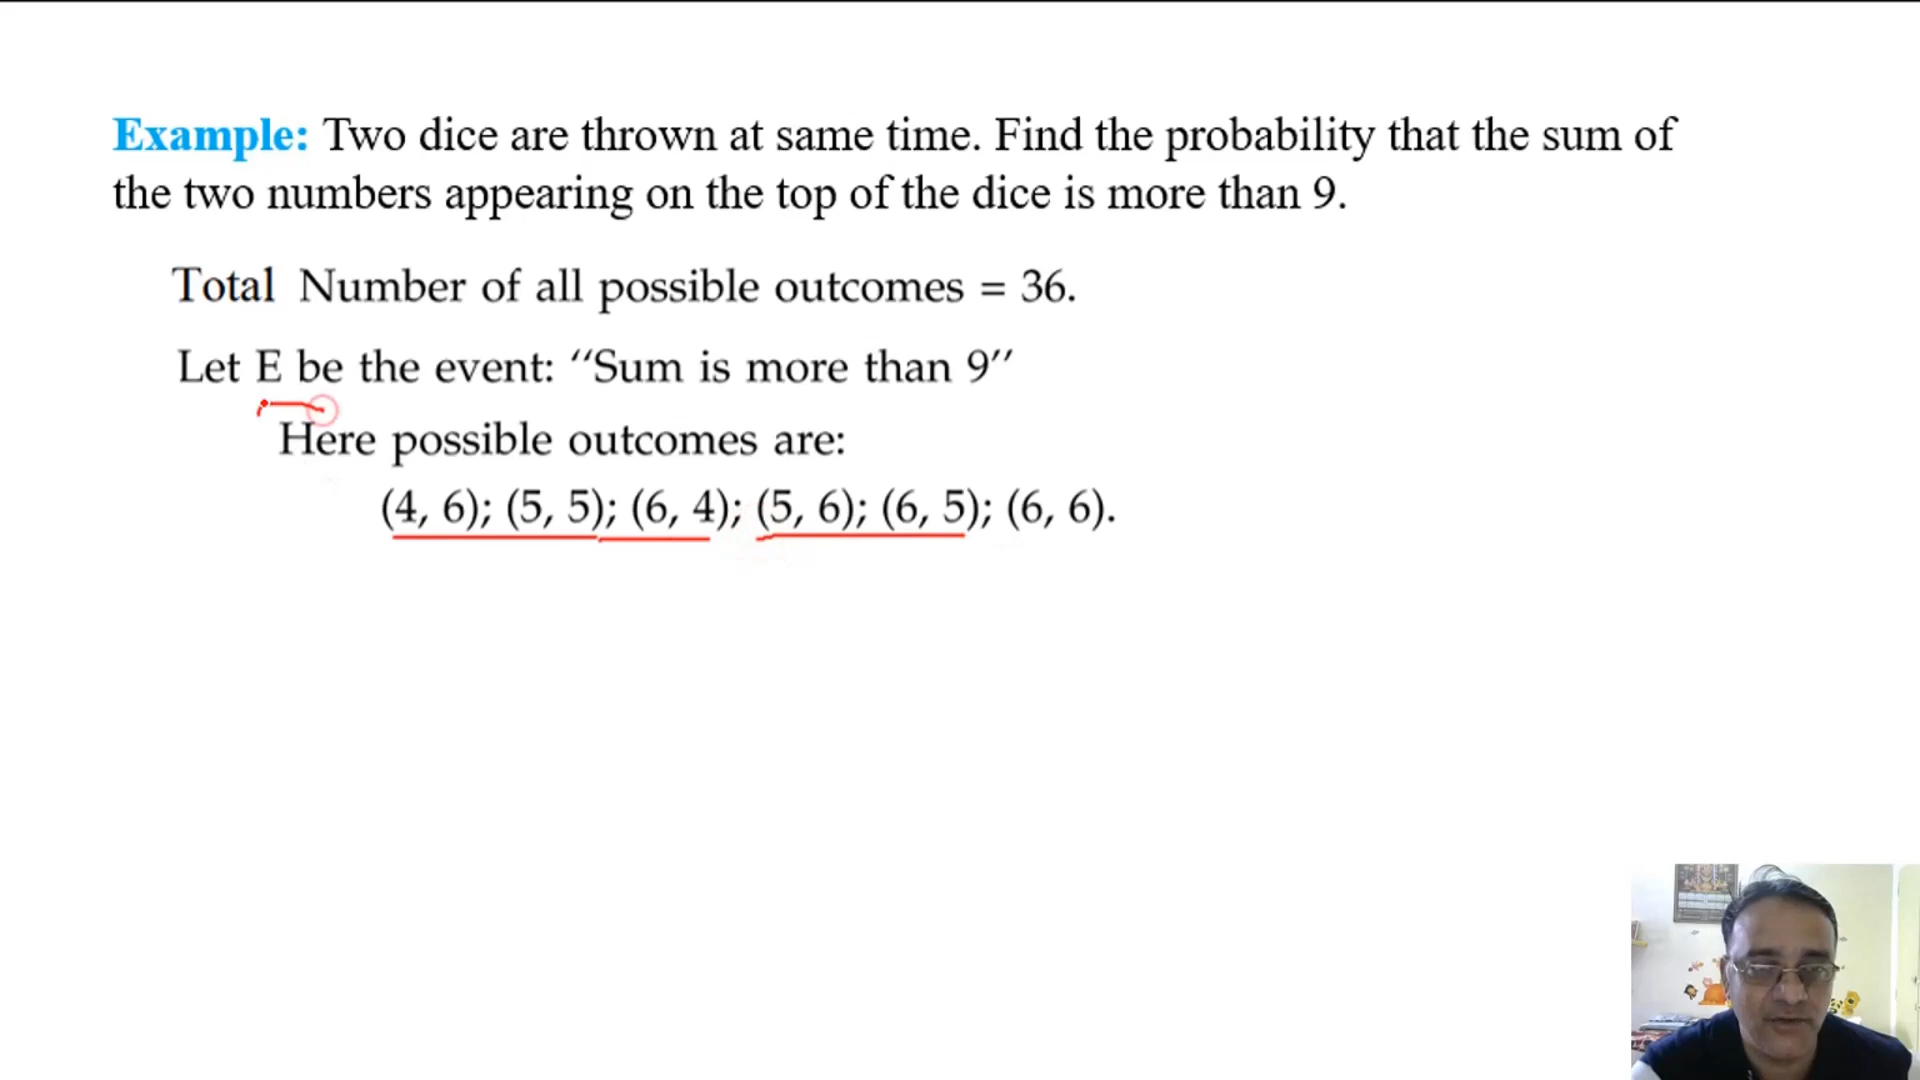 Example: Two dice are thrown at same time. Find the probability that the sum of
the two numbers appearing on the top of the dice is more than 9.
Total Number of all possible outcomes = 36.
Let E be the event: ‘‘Sum is more than 9’’
Here possible outcomes are:
(4, 6); (5, 5); (6, 4); (5, 6); (6, 5); (6, 6).